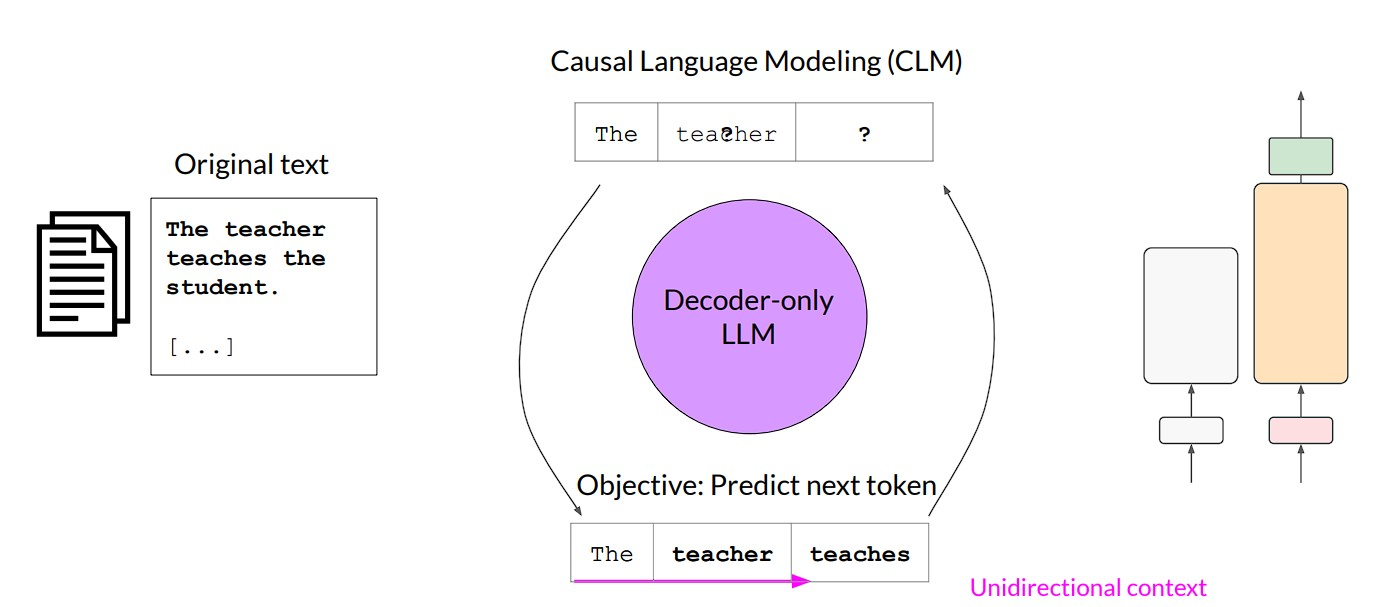 Causal Language Modeling (CLM)
The teacher ? ?
Original text
The teacher
teaches the
student.
[...]
Decoder-only
LLM
Objective: Predict next token
The teacher teaches
Unidirectional context